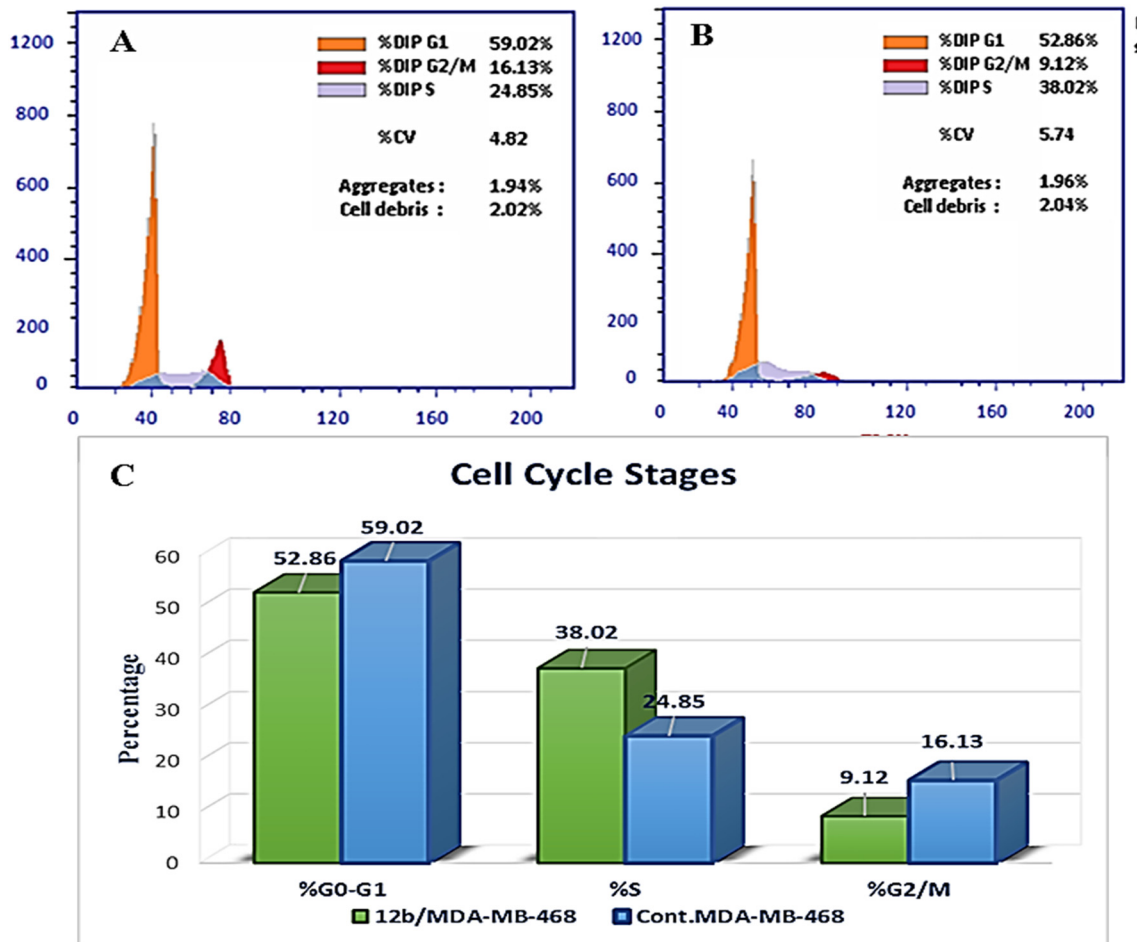 A
%DIP G1 59.02%
%DIP G2/M 16.13%
%DIP S 24.85%
%CV 4.82
Aggregates : 1.94%
Cell debris : 2.02%
1200
800
600
400
200
0
0 40 80 120 160 200
B
%DIP G1 52.86%
%DIP G2/M 9.12%
%DIP S 38.02%
%CV 5.74
Aggregates : 1.96%
Cell debris : 2.04%
1200
800
600
400
200
0
0 40 80 120 160 200
C
Cell Cycle Stages
Percentage
60
50
40
30
20
10
0
52.86 59.02
38.02 24.85
9.12 16.13
%G0-G1 %S %G2/M
12b/MDA-MB-468 Cont.MDA-MB-468